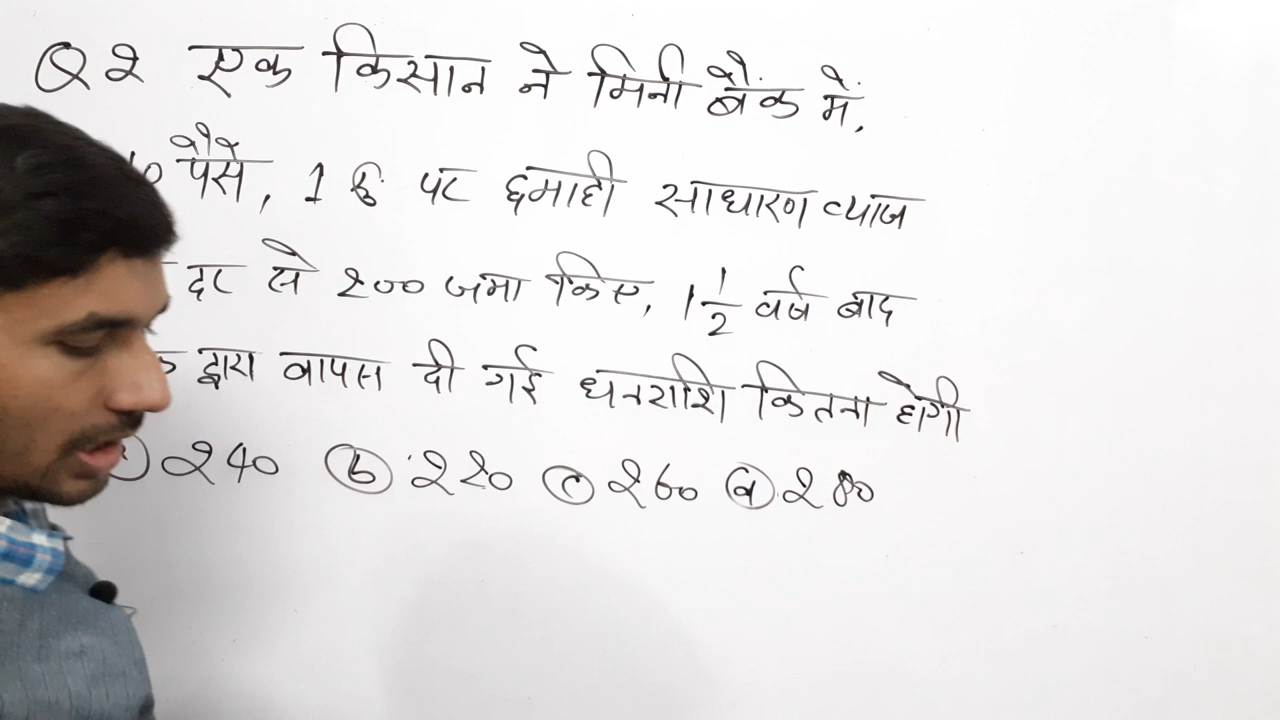 Q 2 एक किसान ने मिनी बैंक में,
पैसे, 1 रु. पर छमाही साधारण व्याज
दर से 200 जमा किए, 1 1/2 वर्ष बाद
द्वारा वापस दी गई धनराशि कितना होगी
240 (b) 220 (c) 260 (d) 280